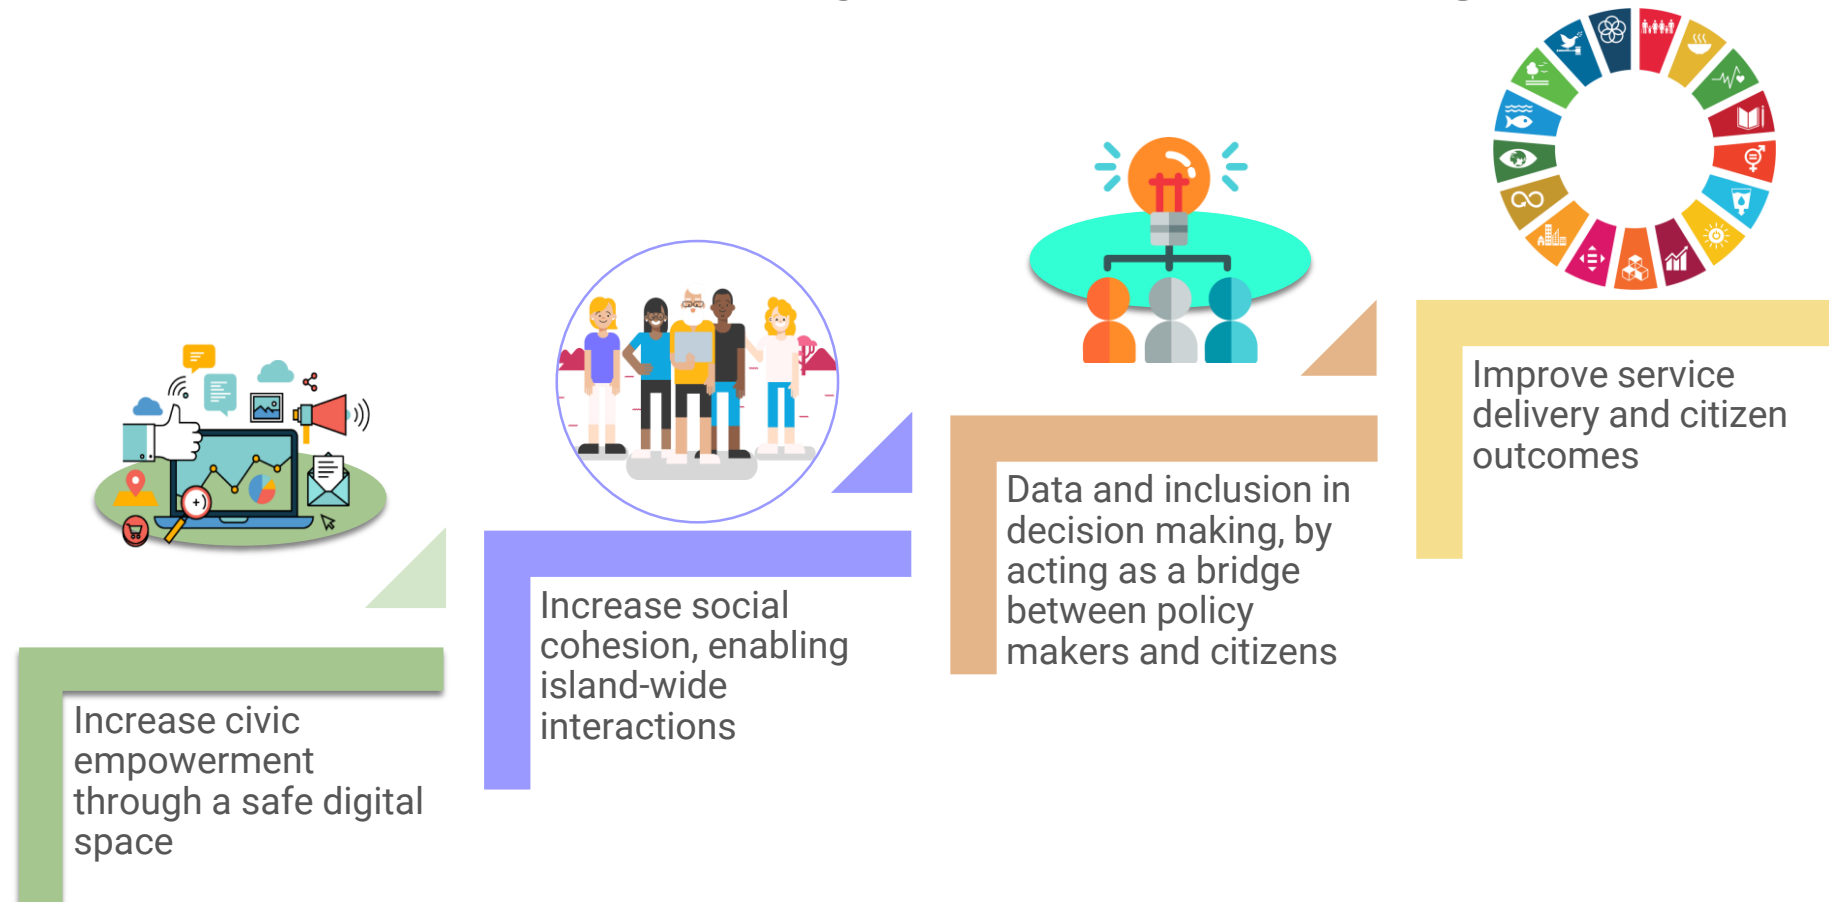 Increase civic
empowerment
through a safe digital
space
Increase social
cohesion, enabling
island-wide
interactions
Data and inclusion in
decision making, by
acting as a bridge
between policy
makers and citizens
Improve service
delivery and citizen
outcomes